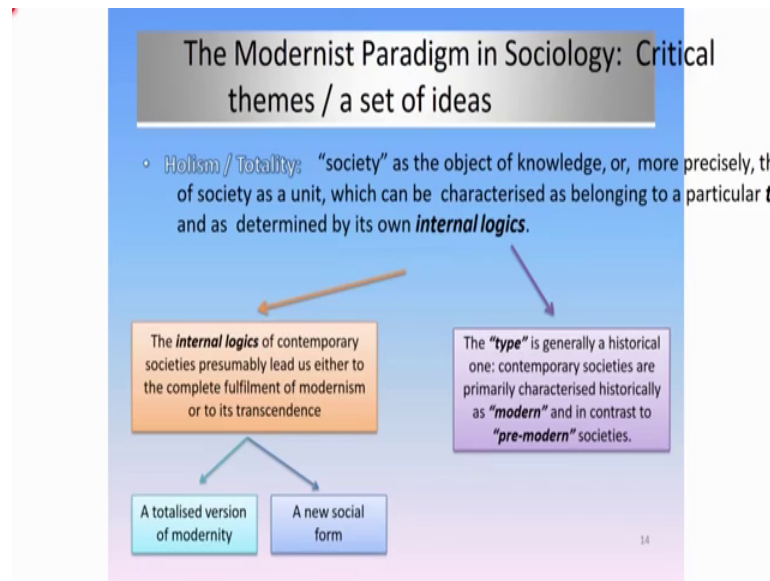 The Modernist Paradigm in Sociology: Critical
themes / a set of ideas
• Holism / Totality: "society" as the object of knowledge, or, more precisely,
of society as a unit, which can be characterised as belonging to a particular
and as determined by its own internal logics.
The internal logics of contemporary
societies presumably lead us either to
the complete fulfilment of modernism
or to its transcendence
The "type" is generally a historical
one: contemporary societies are
primarily characterised historically
as "modern" and in contrast to
"pre-modern" societies.
A totalised version
of modernity
A new social
form
14